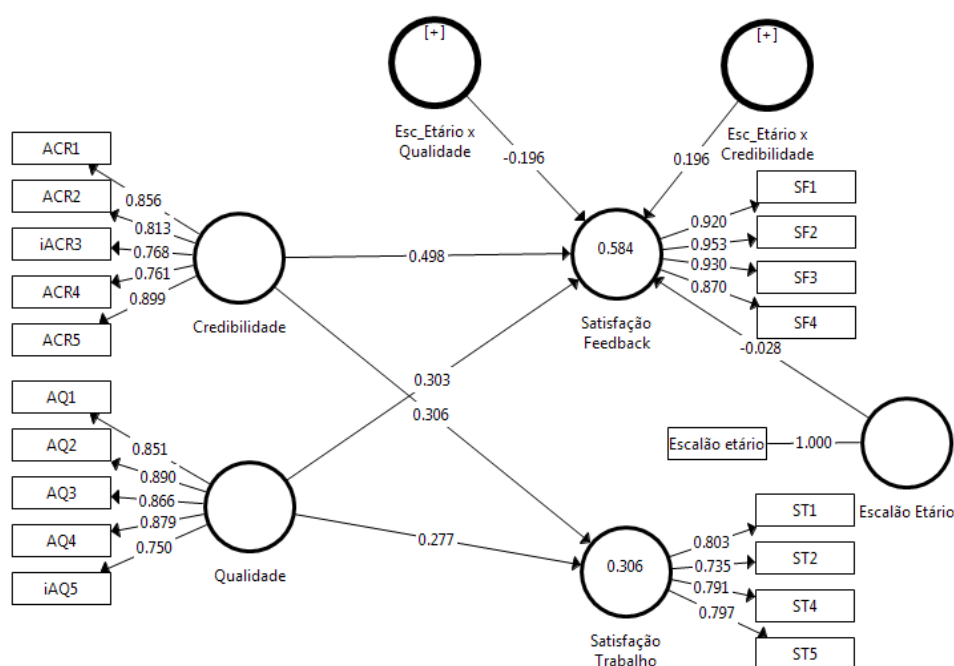 [+]
[+]
Esc_Etário x
Qualidade
Esc_Etário x
Credibilidade
-0.196
0.196
ACR1
ACR2
iACR3
ACR4
ACR5
0.856
0.813
0.768
0.761
0.899
Credibilidade
0.498
0.584
Satisfação
Feedback
0.920
0.953
0.930
0.870
SF1
SF2
SF3
SF4
-0.028
0.303
0.306
AQ1
AQ2
AQ3
AQ4
iAQ5
0.851
0.890
0.866
0.879
0.750
Qualidade
0.277
Escalão etário
1.000
Escalão Etário
0.306
Satisfação
Trabalho
0.803
0.735
0.791
0.797
ST1
ST2
ST4
ST5